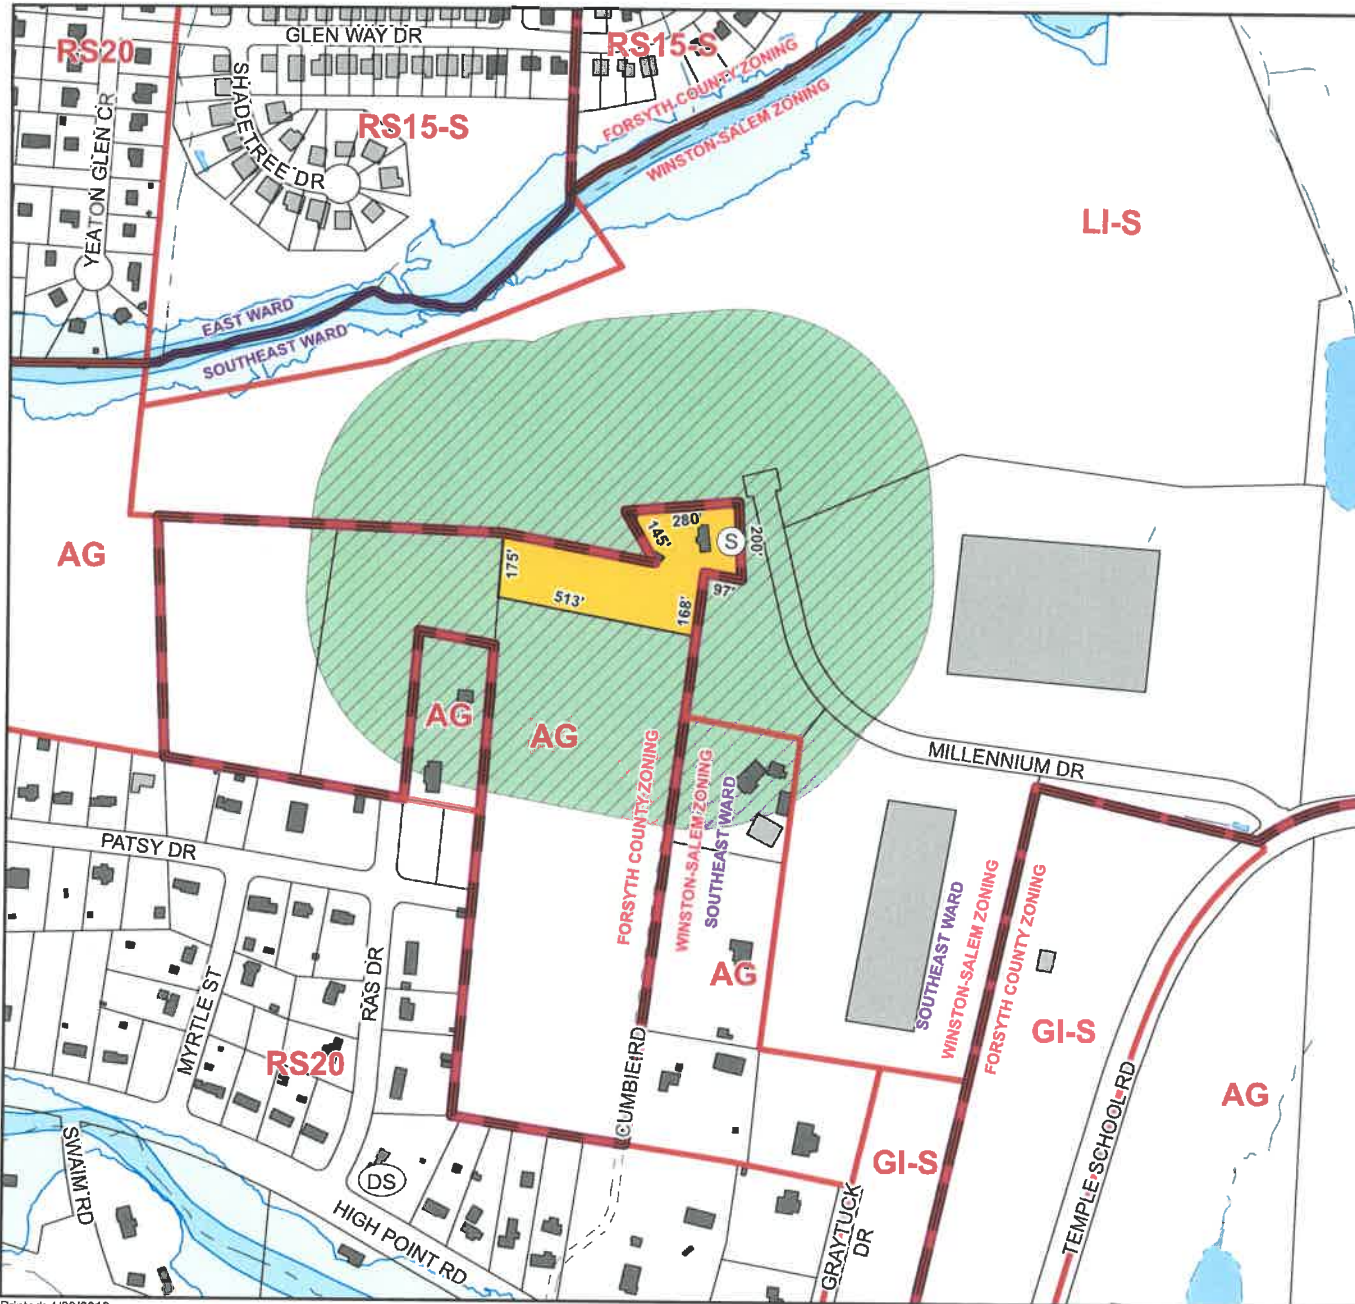 GLEN WAY DR
RS20
RS15-S
SHADETREE DR
RS15-S
YEATON GLEN CR
FORSYTH COUNTY ZONING
WINSTON-SALEM ZONING
LI-S
EAST WARD
SOUTHEAST WARD
280'
145'
S
200'
AG
175'
513'
97'
168'
AG
AG
FORSYTH COUNTY ZONING
WINSTON-SALEM ZONING
SOUTHEAST WARD
MILLENNIUM DR
PATSY DR
SOUTHEAST WARD
WINSTON-SALEM ZONING
FORSYTH COUNTY ZONING
AG
RAS DR
MYRTLE ST
RS20
GI-S
CUMBIE RD
AG
TEMPLE SCHOOL RD
SWAIM RD
DS
GI-S
HIGH POINT RD
GRAYTUCK
DR